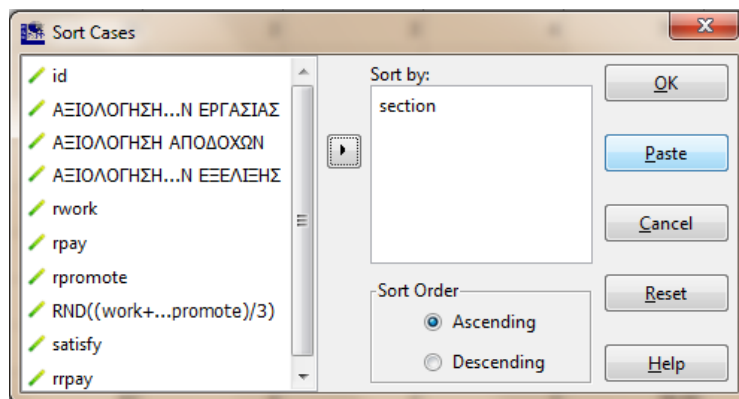 Sort Cases
id
ΑΞΙΟΛΟΓΗΣΗ...Ν ΕΡΓΑΣΙΑΣ
ΑΞΙΟΛΟΓΗΣΗ ΑΠΟΔΟΧΩΝ
ΑΞΙΟΛΟΓΗΣΗ...Ν ΕΞΕΛΙΞΗΣ
rwork
rpay
rpromote
RND((work+...promote)/3)
satisfy
rrpay
Sort by:
section
Sort Order
Ascending
Descending
OK
Paste
Cancel
Reset
Help